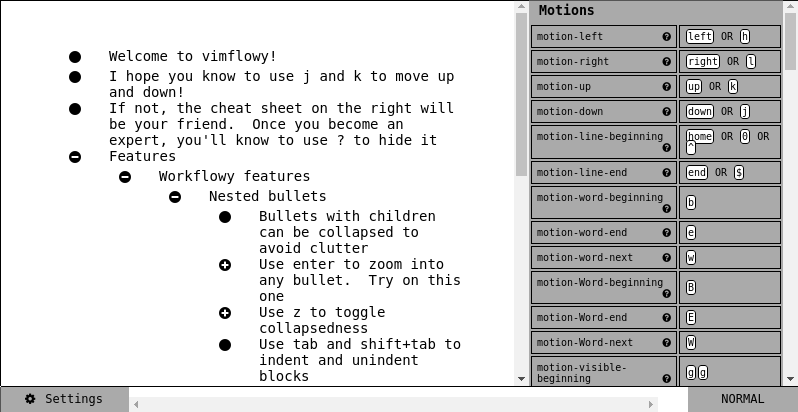 Welcome to vimflowy!
I hope you know to use j and k to move up
and down!
If not, the cheat sheet on the right will
be your friend.  Once you become an
expert, you'll know to use ? to hide it
Features
Workflowy features
Nested bullets
Bullets with children
can be collapsed to
avoid clutter
Use enter to zoom into
any bullet.  Try on this
one
Use z to toggle
collapsedness
Use tab and shift+tab to
indent and unindent
blocks
Motions
motion-left ? left OR h
motion-right ? right OR l
motion-up ? up OR k
motion-down ? down OR j
motion-line-beginning ? home OR 0 OR
^
motion-line-end ? end OR $
motion-word-beginning ? b
motion-word-end ? e
motion-word-next ? w
motion-Word-beginning ? B
motion-Word-end ? E
motion-Word-next ? W
motion-visible-
beginning ? g g
Settings
NORMAL